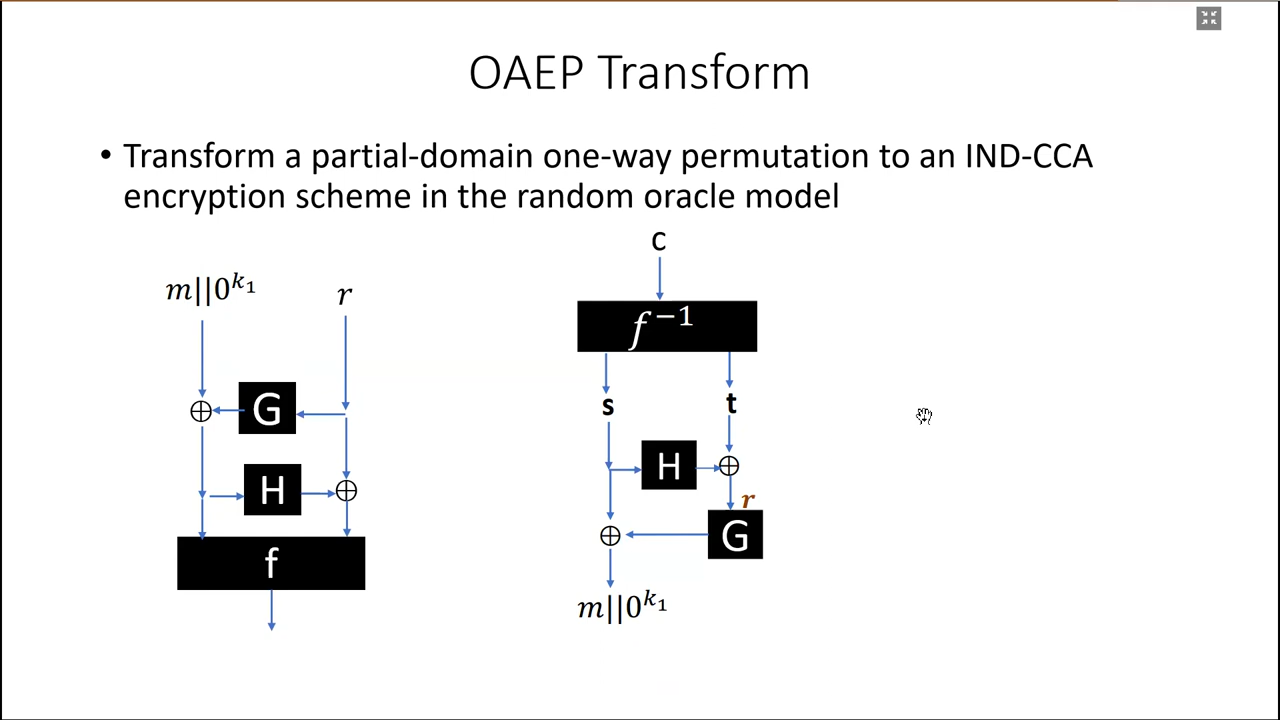 OAEP Transform
• Transform a partial-domain one-way permutation to an IND-CCA
encryption scheme in the random oracle model
m||0^{k_1}
r
G
H
f
c
f^{-1}
s
t
H
r
G
m||0^{k_1}